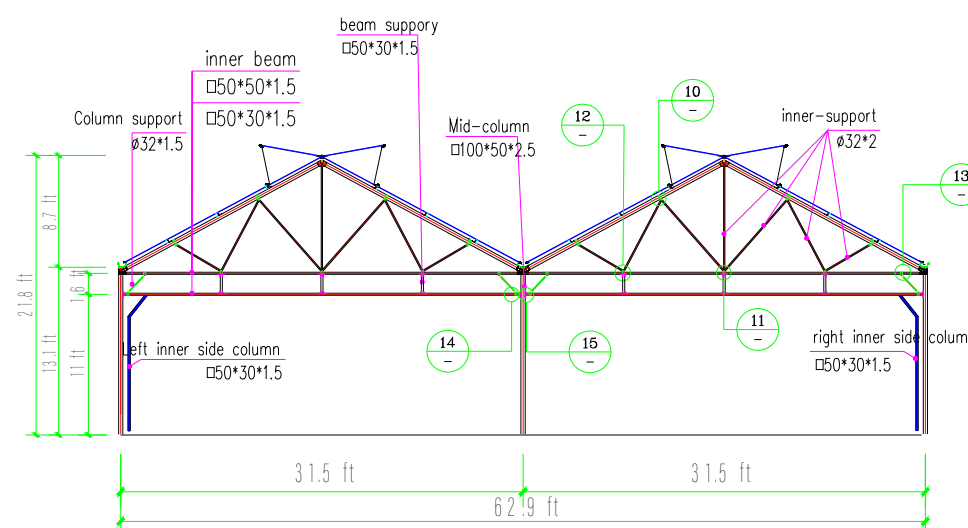 beam suppory
□50*30*1.5
inner beam
□50*50*1.5
□50*30*1.5
Column support
ø32*1.5
Mid-column
□100*50*2.5
12
–
10
–
inner-support
ø32*2
13
–
8.7 ft
21.8 ft
1.6 ft
13.1 ft
11 ft
14
–
15
–
11
–
Left inner side column
□50*30*1.5
right inner side colum
□50*30*1.5
31.5 ft
31.5 ft
62.9 ft